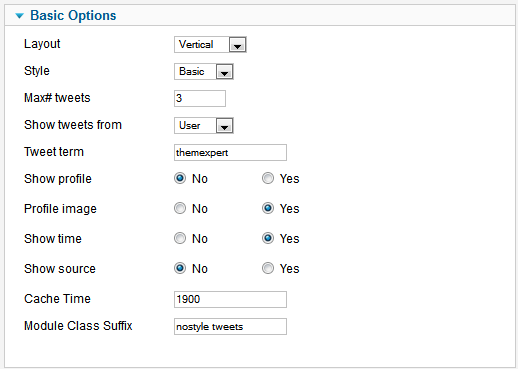 Basic Options
Layout Vertical
Style Basic
Max# tweets 3
Show tweets from User
Tweet term themexpert
Show profile No Yes
Profile image No Yes
Show time No Yes
Show source No Yes
Cache Time 1900
Module Class Suffix nostyle tweets